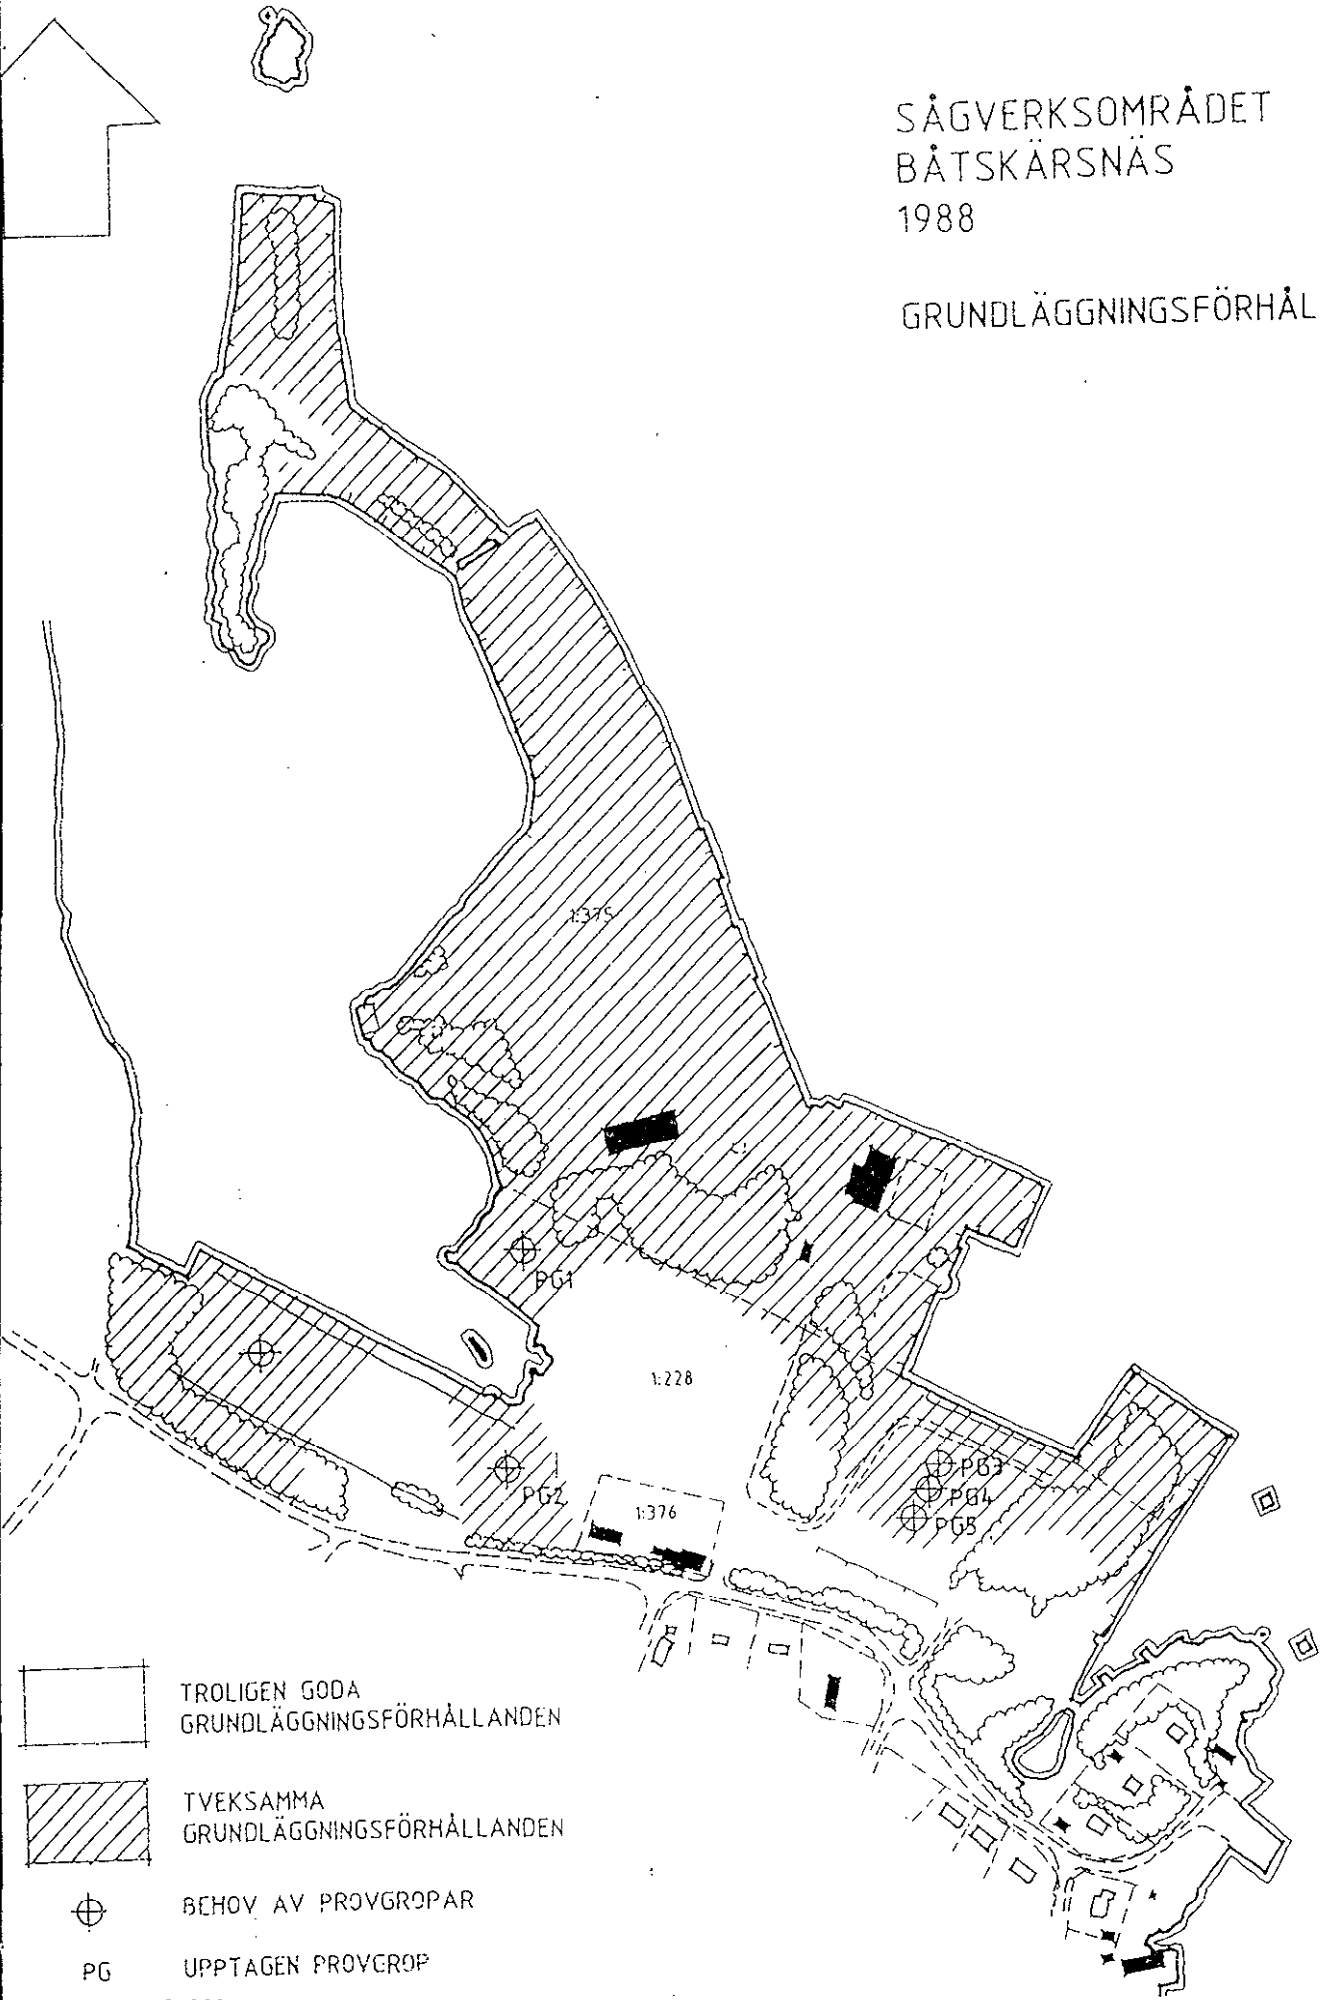 SÅGVERKSOMRÅDET
BÅTSKÄRSNÄS
1988
GRUNDLÄGGNINGSFÖRHÅL
1:375
PG1
1:228
PG2
1:376
PG3
PG4
PG5
TROLIGEN GODA
GRUNDLÄGGNINGSFÖRHÅLLANDEN
TVEKSAMMA
GRUNDLÄGGNINGSFÖRHÅLLANDEN
BEHOV AV PROVGROPAR
PG UPPTAGEN PROVGROP